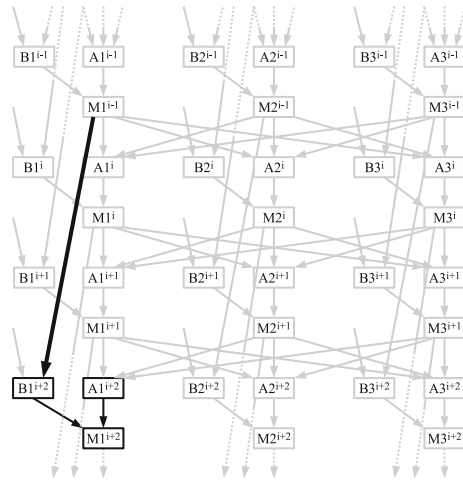 B1ⁱ⁻¹ A1ⁱ⁻¹ B2ⁱ⁻¹ A2ⁱ⁻¹ B3ⁱ⁻¹ A3ⁱ⁻¹
M1ⁱ⁻¹ M2ⁱ⁻¹ M3ⁱ⁻¹
B1ⁱ A1ⁱ B2ⁱ A2ⁱ B3ⁱ A3ⁱ
M1ⁱ M2ⁱ M3ⁱ
B1ⁱ⁺¹ A1ⁱ⁺¹ B2ⁱ⁺¹ A2ⁱ⁺¹ B3ⁱ⁺¹ A3ⁱ⁺¹
M1ⁱ⁺¹ M2ⁱ⁺¹ M3ⁱ⁺¹
B1ⁱ⁺² A1ⁱ⁺² B2ⁱ⁺² A2ⁱ⁺² B3ⁱ⁺² A3ⁱ⁺²
M1ⁱ⁺² M2ⁱ⁺² M3ⁱ⁺²